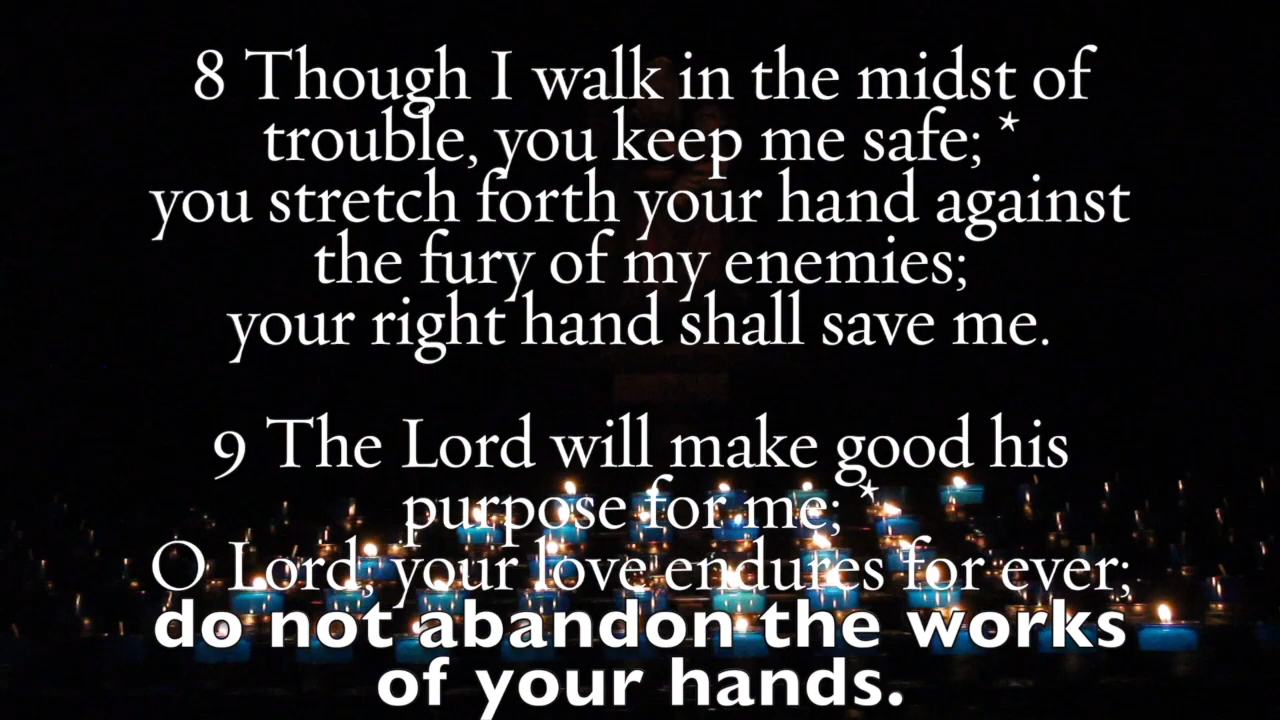 8 Though I walk in the midst of
trouble, you keep me safe; *
you stretch forth your hand against
the fury of my enemies;
your right hand shall save me.
9 The Lord will make good his
purpose for me; *
O Lord, your love endures for ever;
do not abandon the works
of your hands.